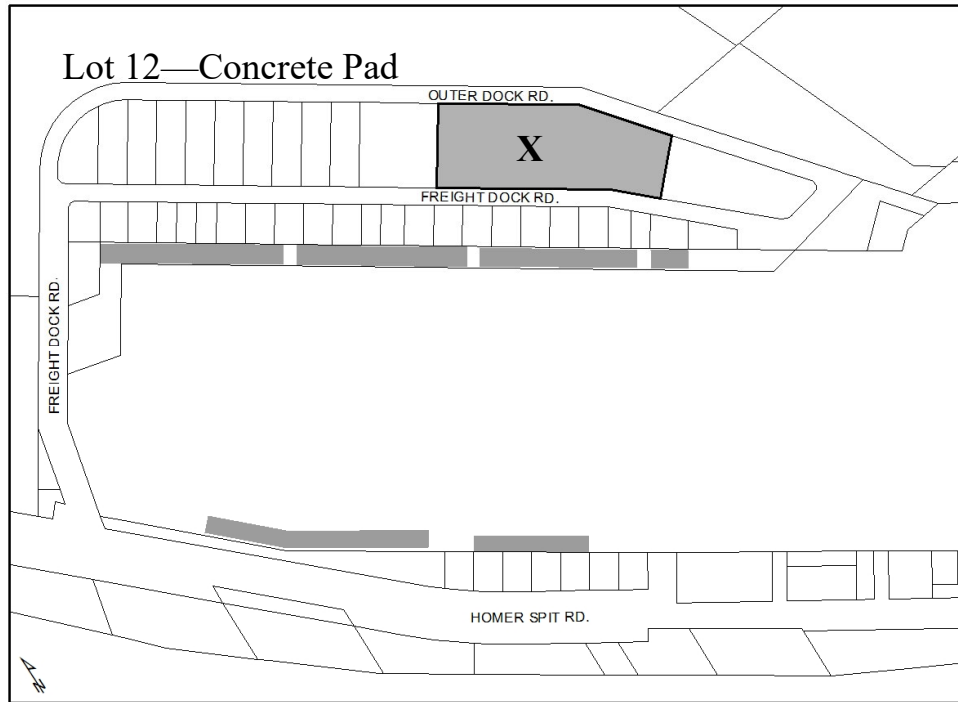 Lot 12—Concrete Pad
OUTER DOCK RD.
X
FREIGHT DOCK RD.
FREIGHT DOCK RD.
HOMER SPIT RD.
N